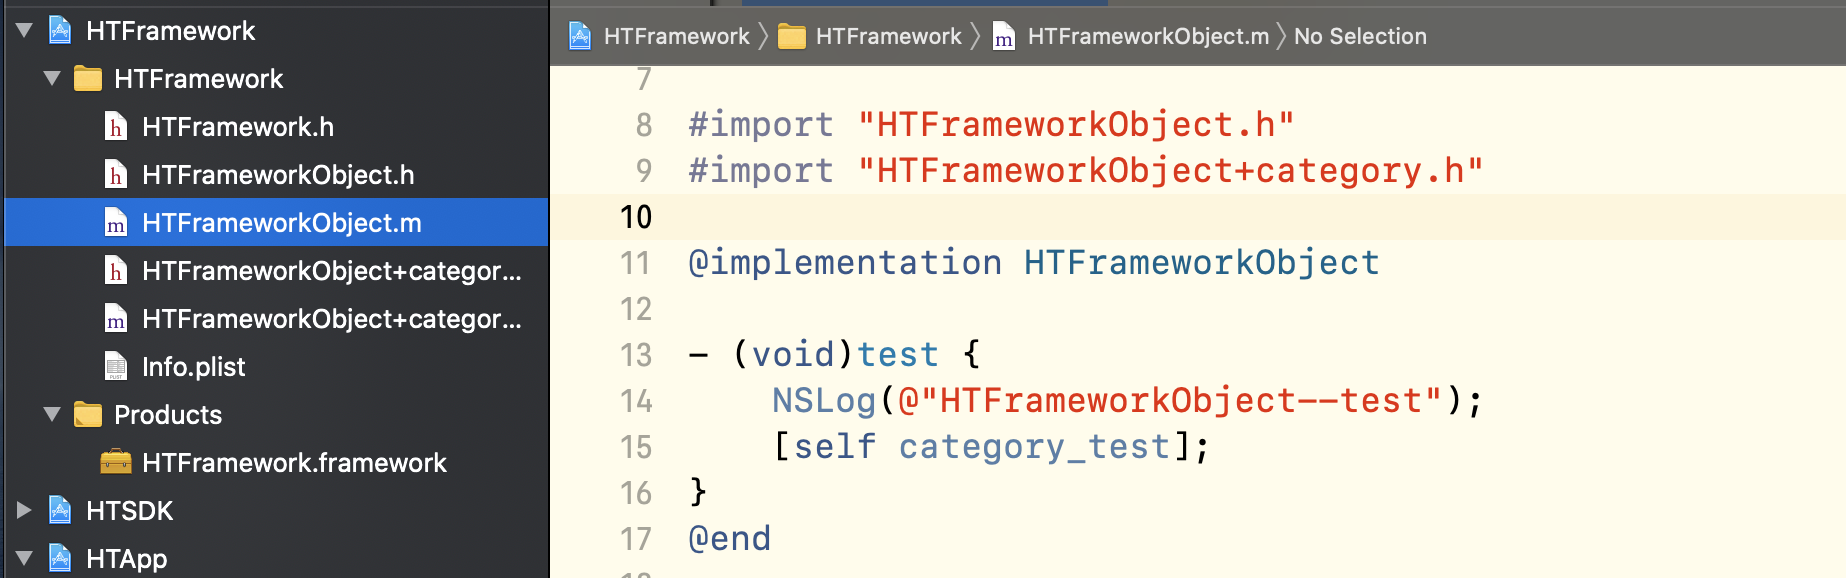 HTFramework
HTFramework
HTFramework.h
HTFrameworkObject.h
HTFrameworkObject.m
HTFrameworkObject+categor...
HTFrameworkObject+categor...
Info.plist
Products
HTFramework.framework
HTSDK
HTApp
HTFramework HTFramework HTFrameworkObject.m No Selection
7
8 #import "HTFrameworkObject.h"
9 #import "HTFrameworkObject+category.h"
10
11 @implementation HTFrameworkObject
12
13 - (void)test {
14 NSLog(@"HTFrameworkObject--test");
15 [self category_test];
16 }
17 @end